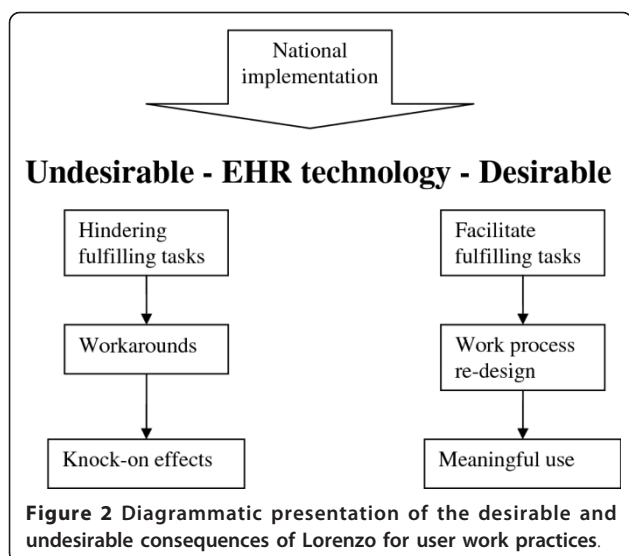 National
implementation
Undesirable - EHR technology - Desirable
Hindering
fulfilling tasks
Workarounds
Knock-on effects
Facilitate
fulfilling tasks
Work process
re-design
Meaningful use
Figure 2 Diagrammatic presentation of the desirable and
undesirable consequences of Lorenzo for user work practices.